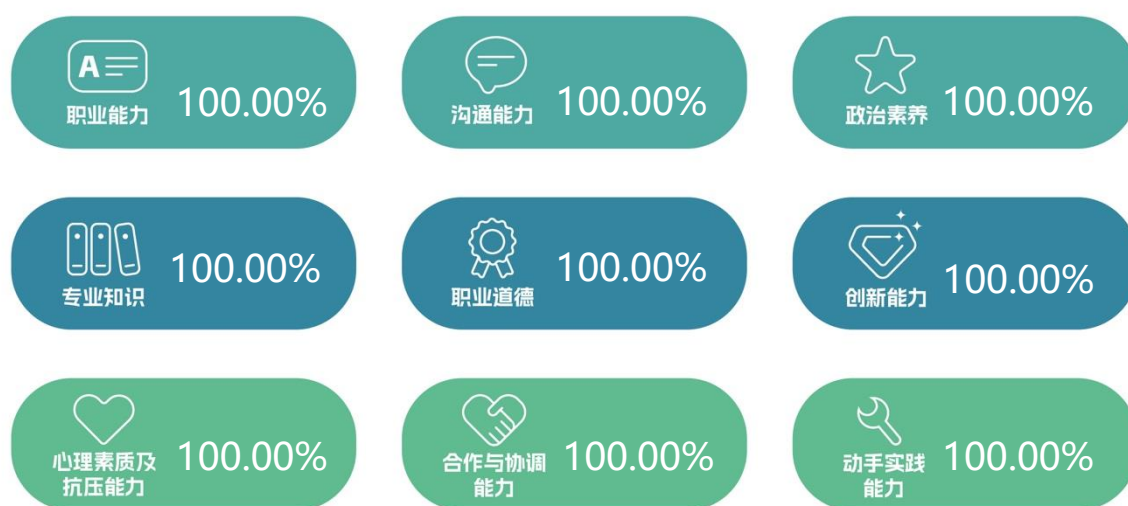 A
职业能力 100.00%
沟通能力 100.00%
政治素养 100.00%
专业知识 100.00%
职业道德 100.00%
创新能力 100.00%
心理素质及 100.00%
抗压能力
合作与协调 100.00%
能力
动手实践 100.00%
能力